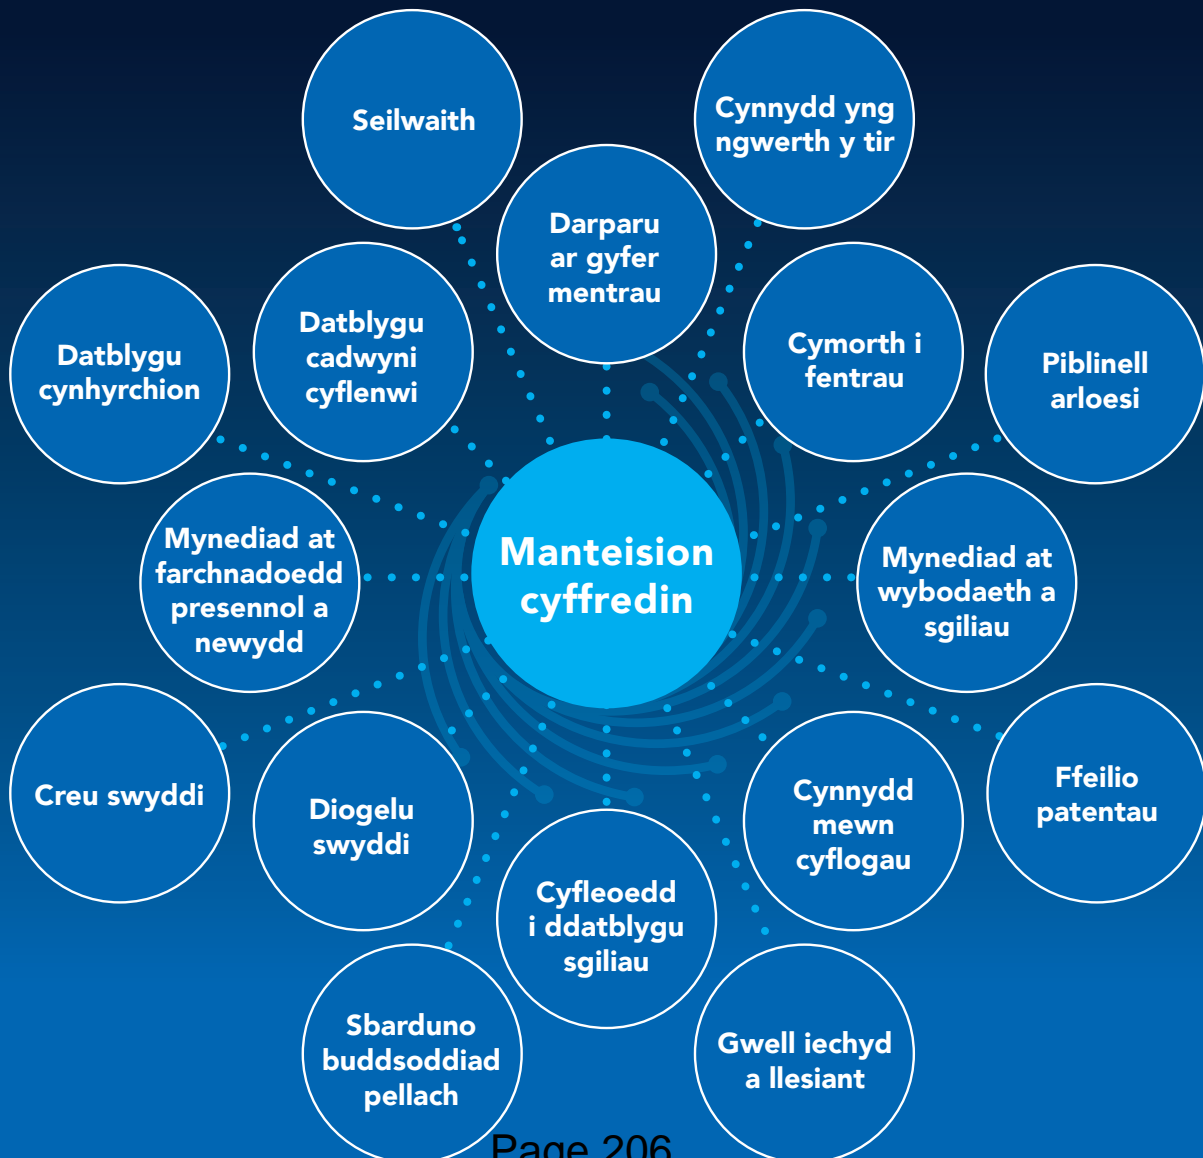 Seilwaith
Cynnydd yng
ngwerth y tir
Darparu
ar gyfer
mentrau
Datblygu
cynhyrchion
Datblygu
cadwyni
cyflenwi
Cymorth i
fentrau
Piblinell
arloesi
Mynediad at
farchnadoedd
presennol a
newydd
Manteision
cyffredin
Mynediad at
wybodaeth a
sgiliau
Creu swyddi
Diogelu
swyddi
Cyfleoedd
i ddatblygu
sgiliau
Cynnydd
mewn
cyflogau
Ffeilio
patentau
Sbarduno
buddsoddiad
pellach
Gwell iechyd
a llesiant
Page 206